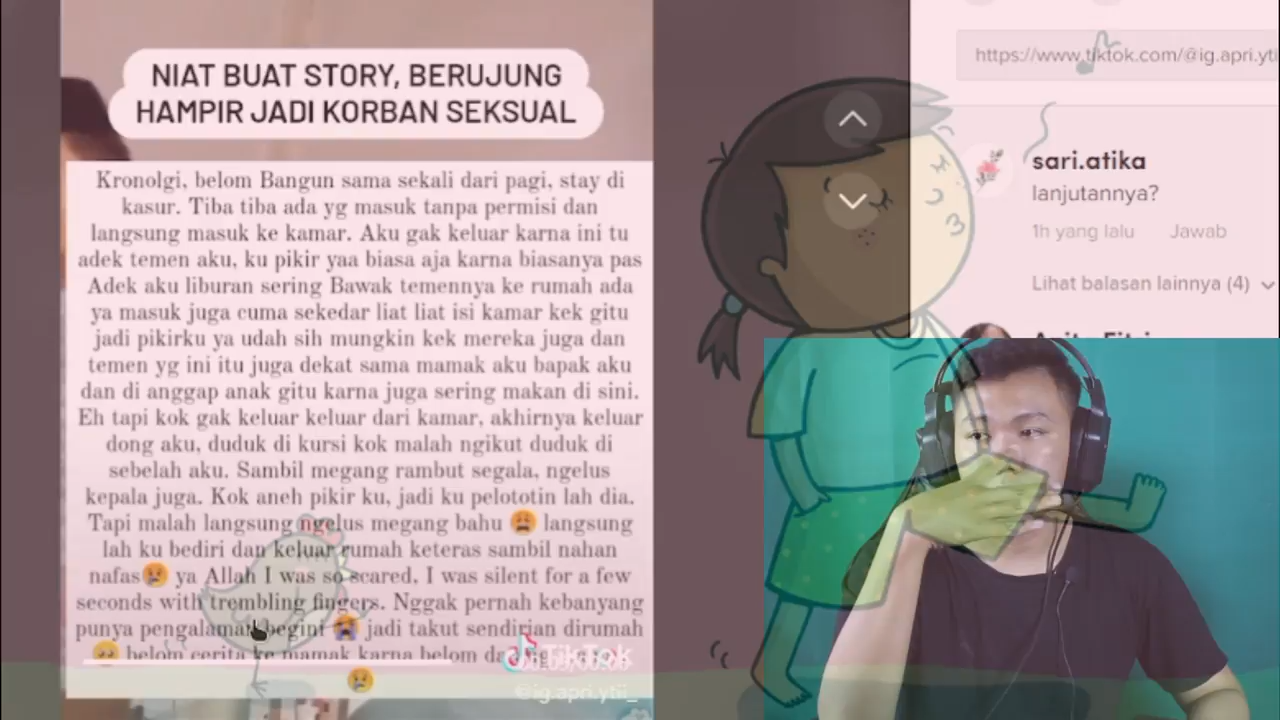 NIAT BUAT STORY, BERUJUNG
HAMPIR JADI KORBAN SEKSUAL
Kronolgi, belom Bangun sama sekali dari pagi, stay di
kasur. Tiba tiba ada yg masuk tanpa permisi dan
langsung masuk ke kamar. Aku gak keluar karna ini tu
adek temen aku, ku pikir yaa biasa aja karna biasanya pas
Adek aku liburan sering Bawak temennya ke rumah ada
ya masuk juga cuma sekedar liat liat isi kamar kek gitu
jadi pikirku ya udah sih mungkin kek mereka juga dan
temen yg ini itu juga dekat sama mamak aku bapak aku
dan di anggap anak gitu karna juga sering makan di sini.
Eh tapi kok gak keluar keluar dari kamar, akhirnya keluar
dong aku, duduk di kursi kok malah ngikut duduk di
sebelah aku. Sambil megang rambut segala, ngelus
kepala juga. Kok aneh pikir ku, jadi ku pelototin lah dia.
Tapi malah langsung ngelus megang bahu 😫 langsung
lah ku bediri dan keluar rumah keteras sambil nahan
nafas😢 ya Allah I was so scared, I was silent for a few
seconds with trembling fingers. Nggak pernah kebanyang
punya pengalaman begini 😭 jadi takut sendirian dirumah
🥺 belom cerita ke mamak karna belom
😢
TikTok
@ig.apri.ytii_
https://www.tiktok.com/@ig.apri.yti
sari.atika
lanjutannya?
1h yang lalu Jawab
Lihat balasan lainnya (4)